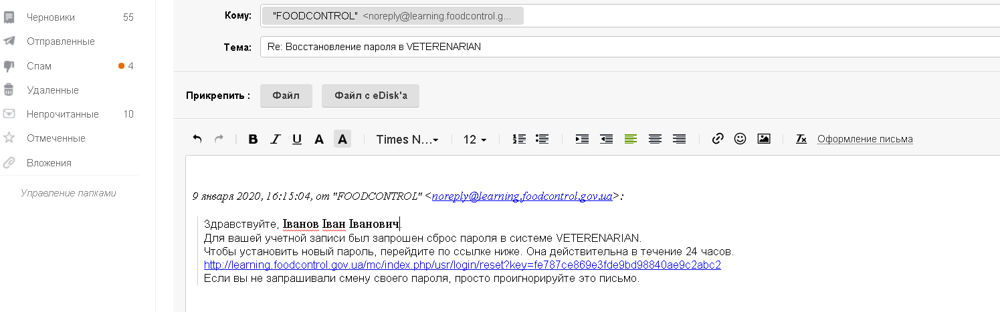 Черновики 55
Отправленные
Спам 4
Удаленные
Непрочитанные 10
Отмеченные
Вложения
Управление папками
Кому: "FOODCONTROL" <noreply@learning.foodcontrol.g...
Тема: Re: Восстановление пароля в VETERENARIAN
Прикрепить : Файл Файл с eDisk'а
B I U A A Times N... 12 Tx Оформление письма
9 января 2020, 16:15:04, от "FOODCONTROL" <noreply@learning.foodcontrol.gov.ua>:
Здравствуйте, Іванов Іван Іванович.
Для вашей учетной записи был запрошен сброс пароля в системе VETERENARIAN.
Чтобы установить новый пароль, перейдите по ссылке ниже. Она действительна в течение 24 часов.
http://learning.foodcontrol.gov.ua/mc/index.php/usr/login/reset?key=fe787ce869e3fde9bd98840ae9c2abc2
Если вы не запрашивали смену своего пароля, просто проигнорируйте это письмо.